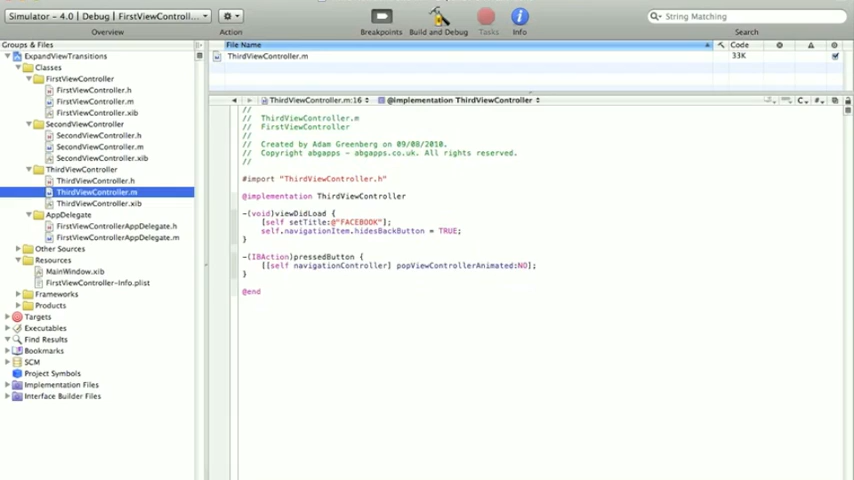 Simulator - 4.0 | Debug | FirstViewControll...
Overview
Action
Breakpoints
Build and Debug
Tasks
Info
String Matching
Search
Groups & Files
ExpandViewTransitions
Classes
FirstViewController
FirstViewController.h
FirstViewController.m
FirstViewController.xib
SecondViewController
SecondViewController.h
SecondViewController.m
SecondViewController.xib
ThirdViewController
ThirdViewController.h
ThirdViewController.m
ThirdViewController.xib
AppDelegate
FirstViewControllerAppDelegate.h
FirstViewControllerAppDelegate.m
Other Sources
Resources
MainWindow.xib
FirstViewController-Info.plist
Frameworks
Products
Targets
Executables
Find Results
Bookmarks
SCM
Project Symbols
Implementation Files
Interface Builder Files
File Name
Code
ThirdViewController.m
33K
ThirdViewController.m:16
@implementation ThirdViewController
//
// ThirdViewController.m
// FirstViewController
//
// Created by Adam Greenberg on 09/08/2010.
// Copyright abgapps - abgapps.co.uk. All rights reserved.
//
#import "ThirdViewController.h"
@implementation ThirdViewController
-(void)viewDidLoad {
[self setTitle:@"FACEBOOK"];
self.navigationItem.hidesBackButton = TRUE;
}
-(IBAction)pressedButton {
[[self navigationController] popViewControllerAnimated:NO];
}
@end